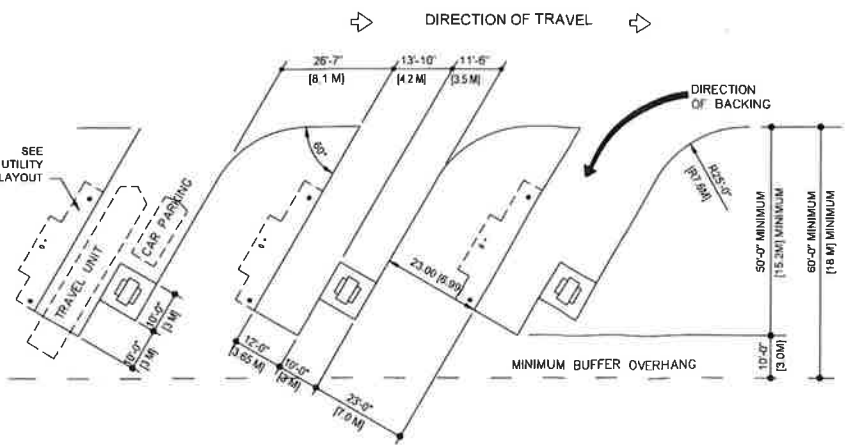 DIRECTION OF TRAVEL
26'-7"
[8.1 M]
13'-10"
[4.2 M]
11'-6"
[3.5 M]
DIRECTION
OF BACKING
SEE
UTILITY
LAYOUT
60°
CAR PARKING
TRAVEL UNIT
R25'-0"
[R7.6M]
50'-0" MINIMUM
[15.2M] MINIMUM
60'-0" MINIMUM
[18 M] MINIMUM
23.00 [6.99]
10'-0"
[3 M]
10'-0"
[3 M]
12'-0"
[3.65 M]
10'-0"
[3 M]
23'-0"
[7.0 M]
MINIMUM BUFFER OVERHANG
10'-0"
[3.0M]